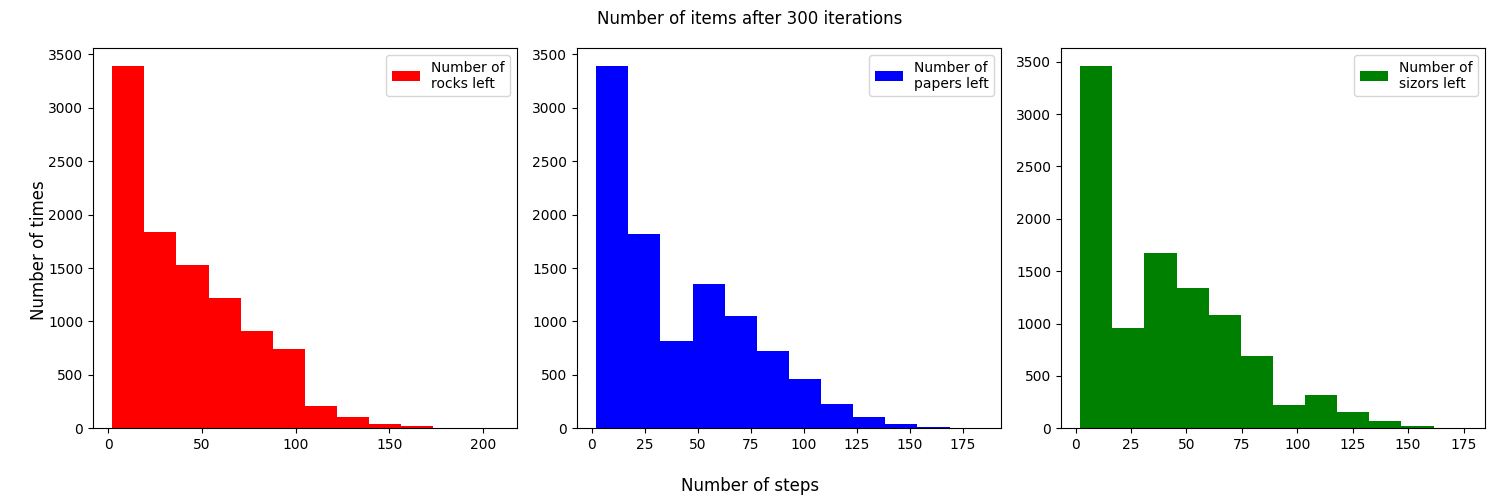 Number of items after 300 iterations
Number of times
3500
3000
2500
2000
1500
1000
500
0
0 50 100 150 200
Number of
rocks left
3500
3000
2500
2000
1500
1000
500
0
0 25 50 75 100 125 150 175
Number of
papers left
3500
3000
2500
2000
1500
1000
500
0
0 25 50 75 100 125 150 175
Number of
sizors left
Number of steps